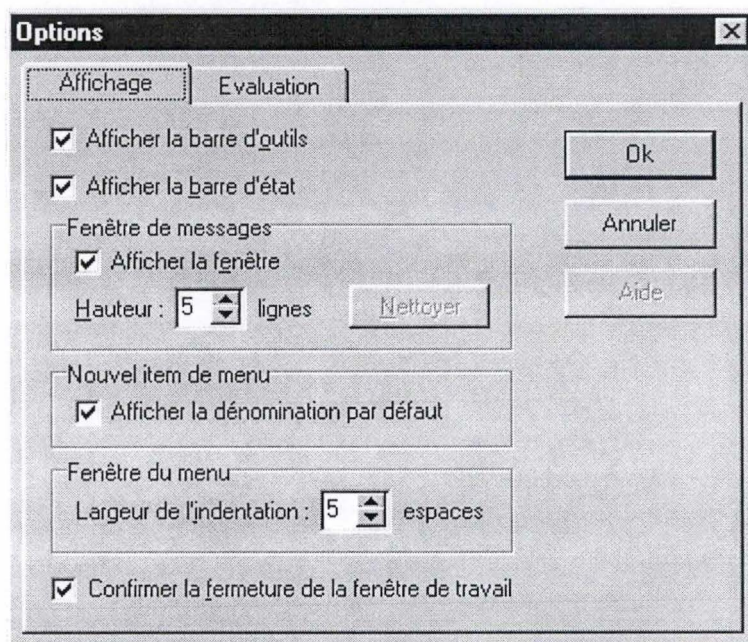 Options
Affichage Evaluation
Afficher la barre d'outils
Ok
Afficher la barre d'état
Annuler
Fenêtre de messages
Afficher la fenêtre
Aide
Hauteur : 5 lignes Nettoyer
Nouvel item de menu
Afficher la dénomination par défaut
Fenêtre du menu
Largeur de l'indentation : 5 espaces
Confirmer la fermeture de la fenêtre de travail